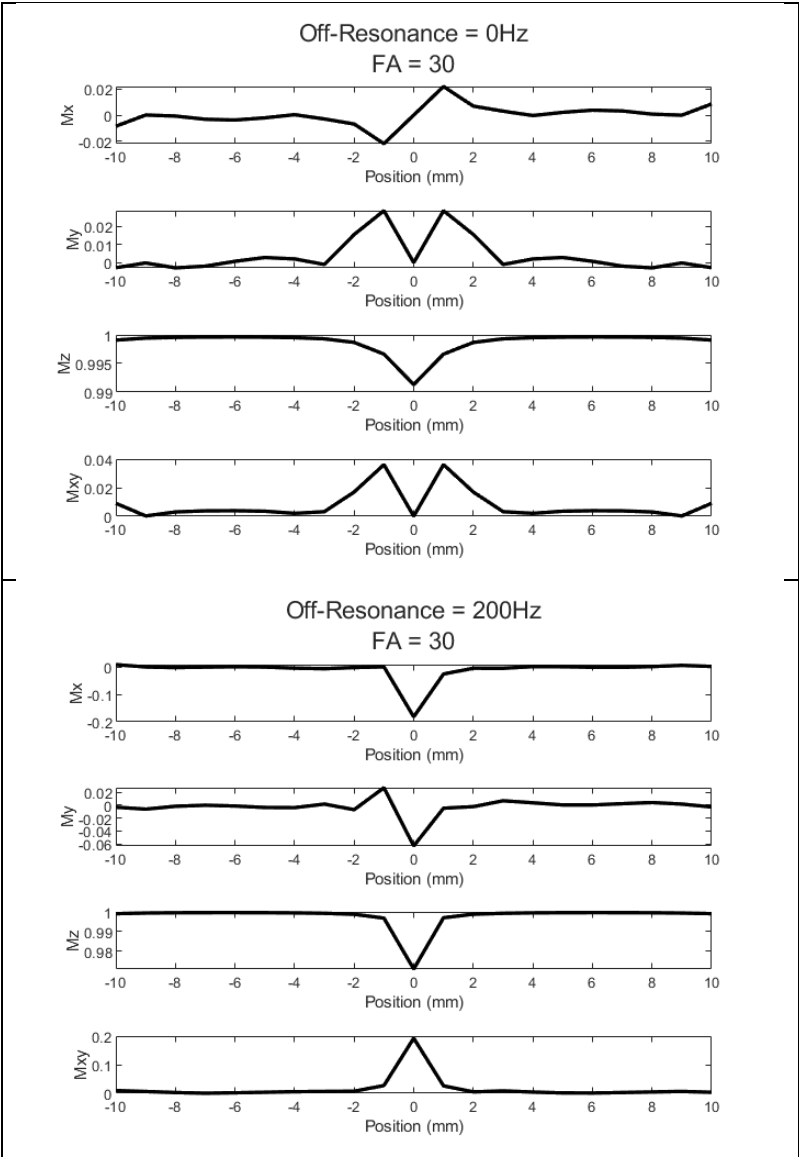 Off-Resonance = 0Hz
FA = 30
0.02
0
-0.02
Mx
-10 -8 -6 -4 -2 0 2 4 6 8 10
Position (mm)
0.02
0.01
0
My
-10 -8 -6 -4 -2 0 2 4 6 8 10
Position (mm)
1
0.995
0.99
Mz
-10 -8 -6 -4 -2 0 2 4 6 8 10
Position (mm)
0.04
0.02
0
Mxy
-10 -8 -6 -4 -2 0 2 4 6 8 10
Position (mm)
Off-Resonance = 200Hz
FA = 30
0
-0.1
-0.2
Mx
-10 -8 -6 -4 -2 0 2 4 6 8 10
Position (mm)
0.02
0
-0.02
-0.04
-0.06
My
-10 -8 -6 -4 -2 0 2 4 6 8 10
Position (mm)
1
0.99
0.98
Mz
-10 -8 -6 -4 -2 0 2 4 6 8 10
Position (mm)
0.2
0.1
0
Mxy
-10 -8 -6 -4 -2 0 2 4 6 8 10
Position (mm)